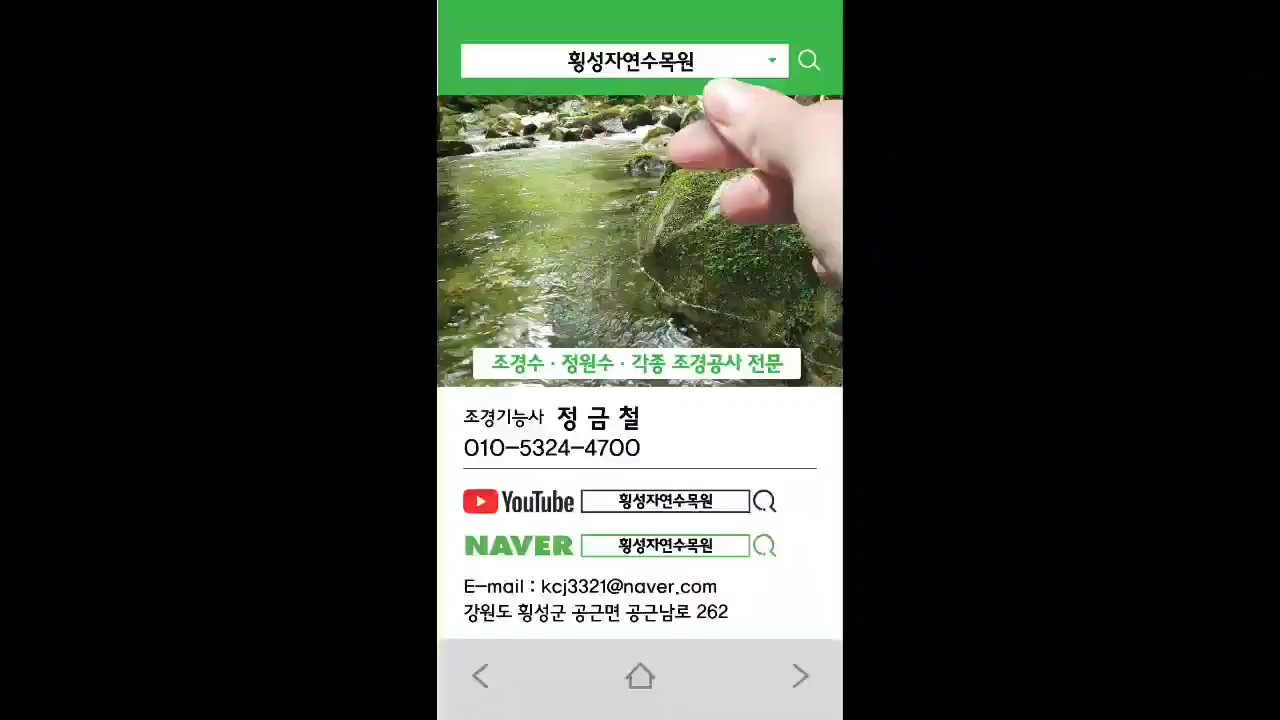 횡성자연수목원
조경수 · 정원수 · 각종 조경공사 전문
조경기능사 정 금 철
010-5324-4700
YouTube 횡성자연수목원
NAVER 횡성자연수목원
E-mail : kcj3321@naver.com
강원도 횡성군 공근면 공근남로 262